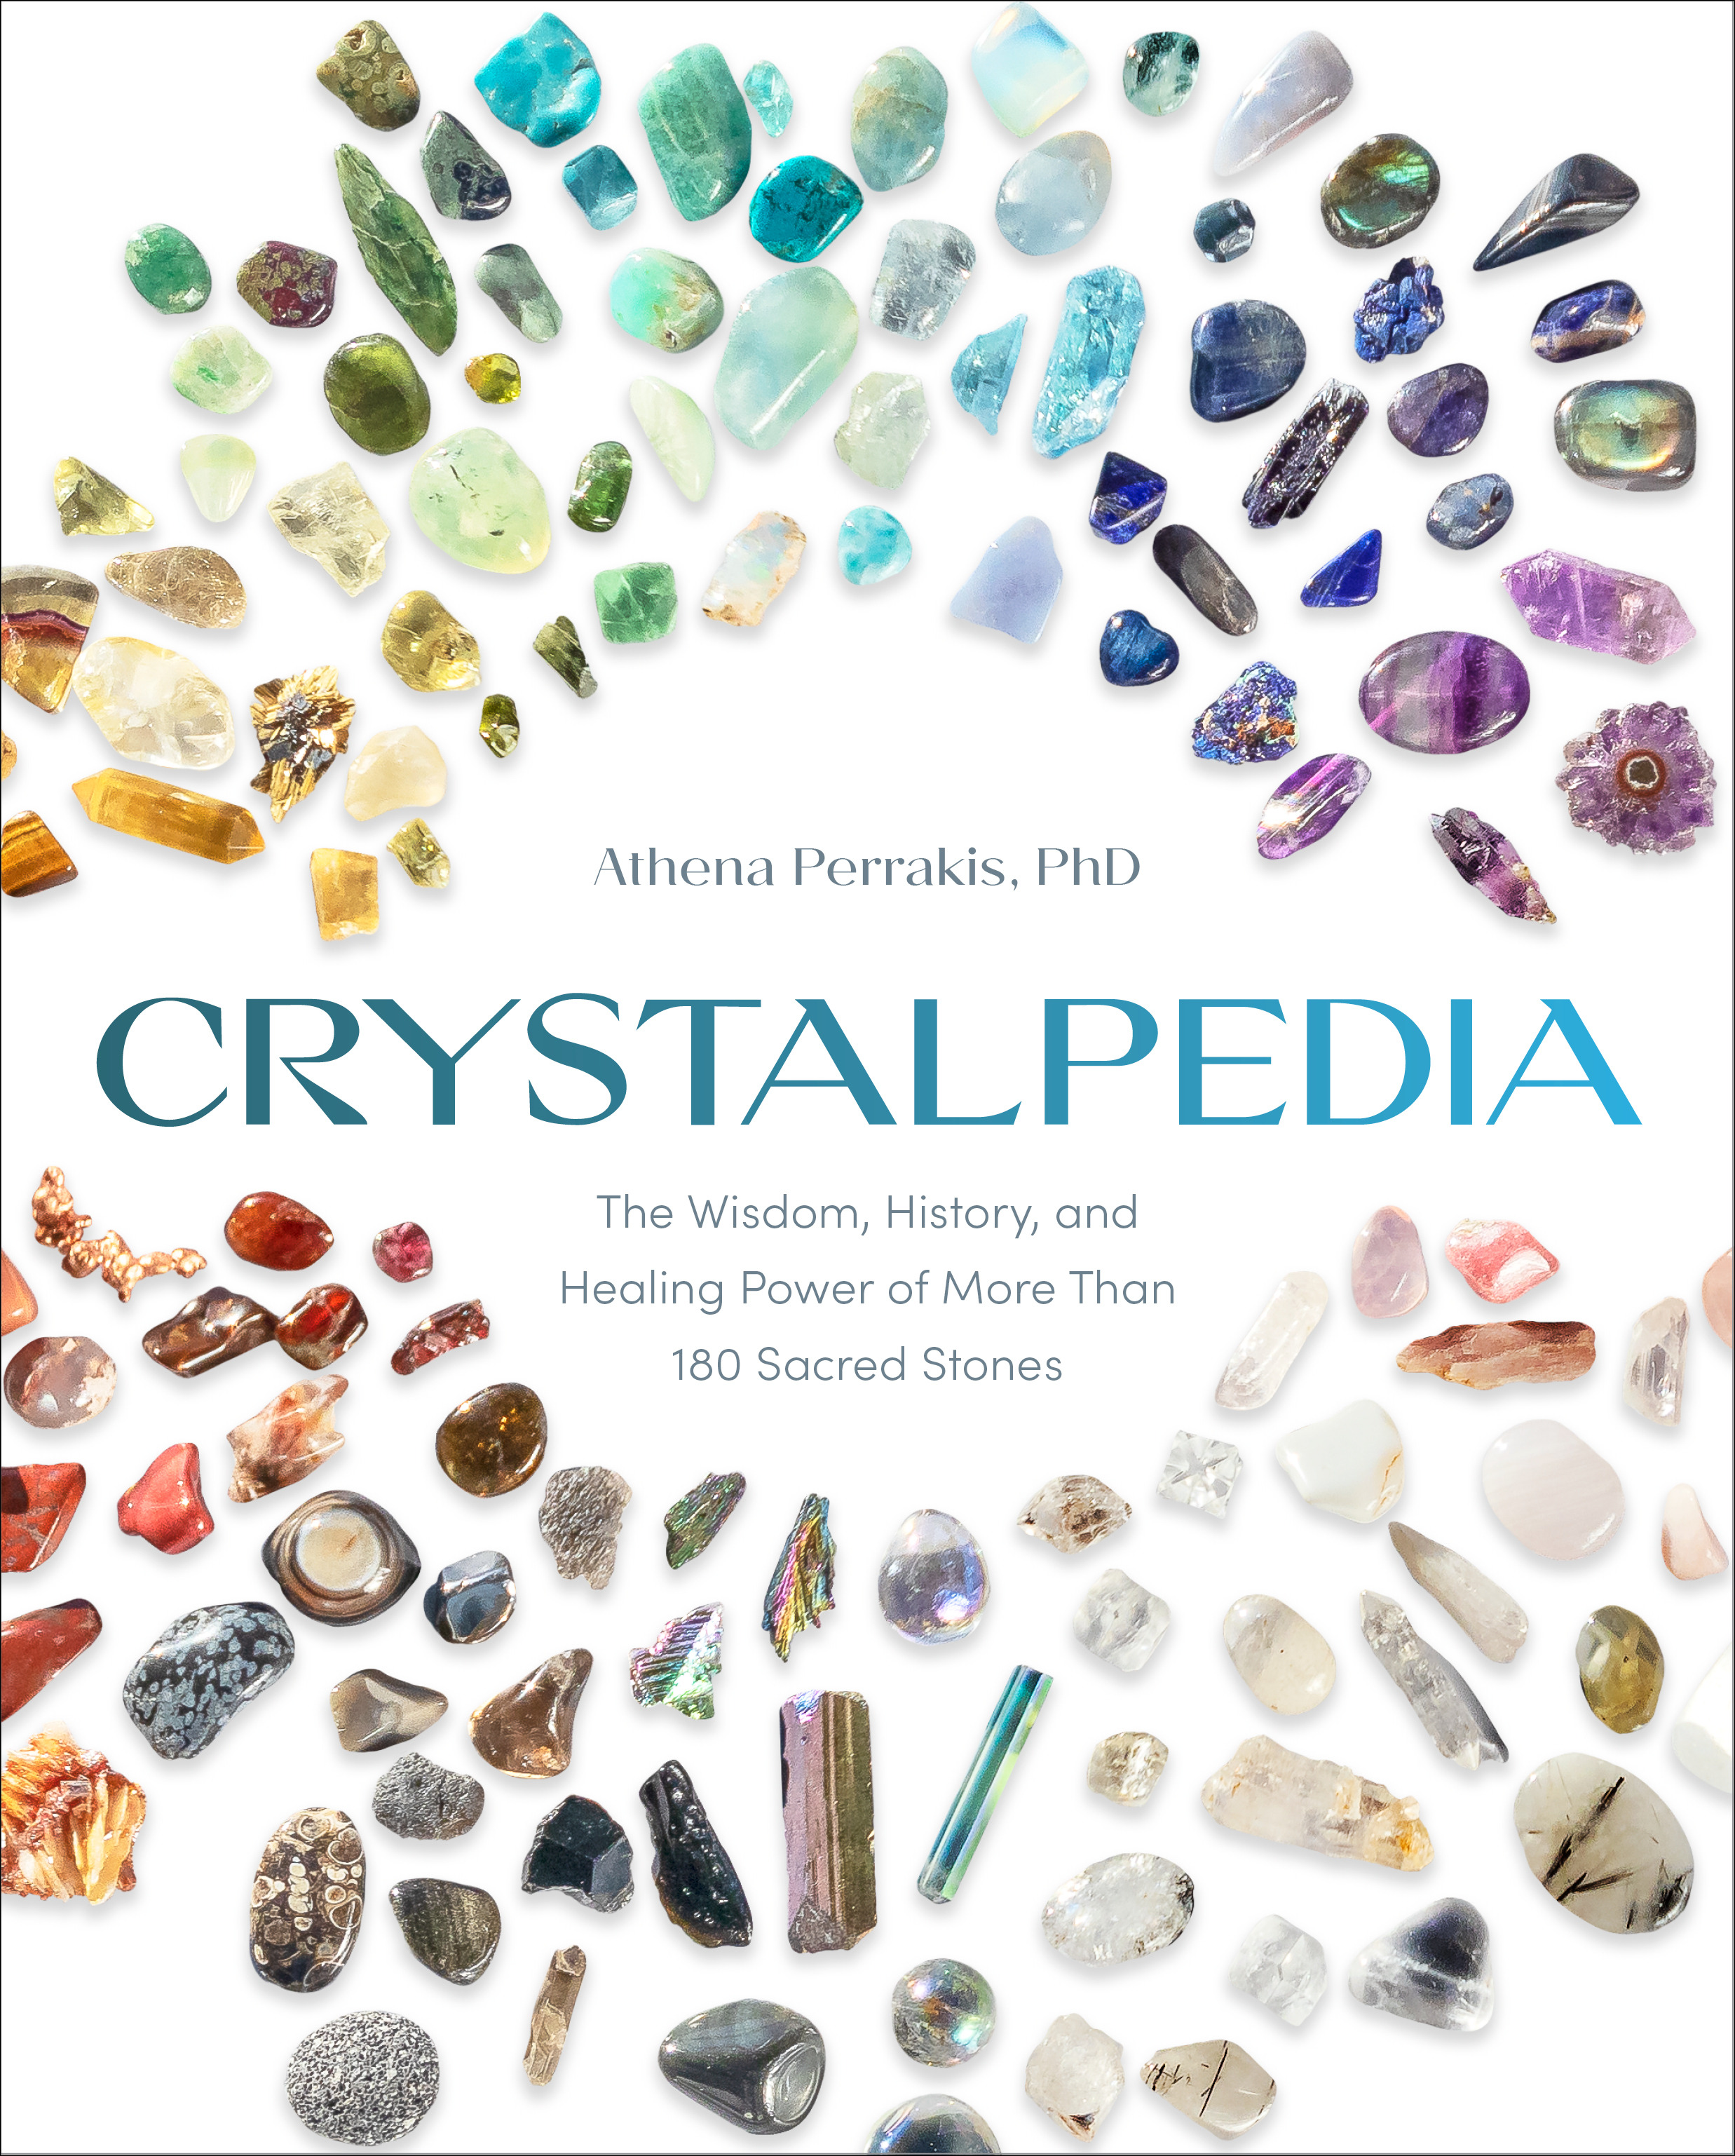 Athena Perrakis, PhD
CRYSTALPEDIA
The Wisdom, History, and
Healing Power of More Than
180 Sacred Stones